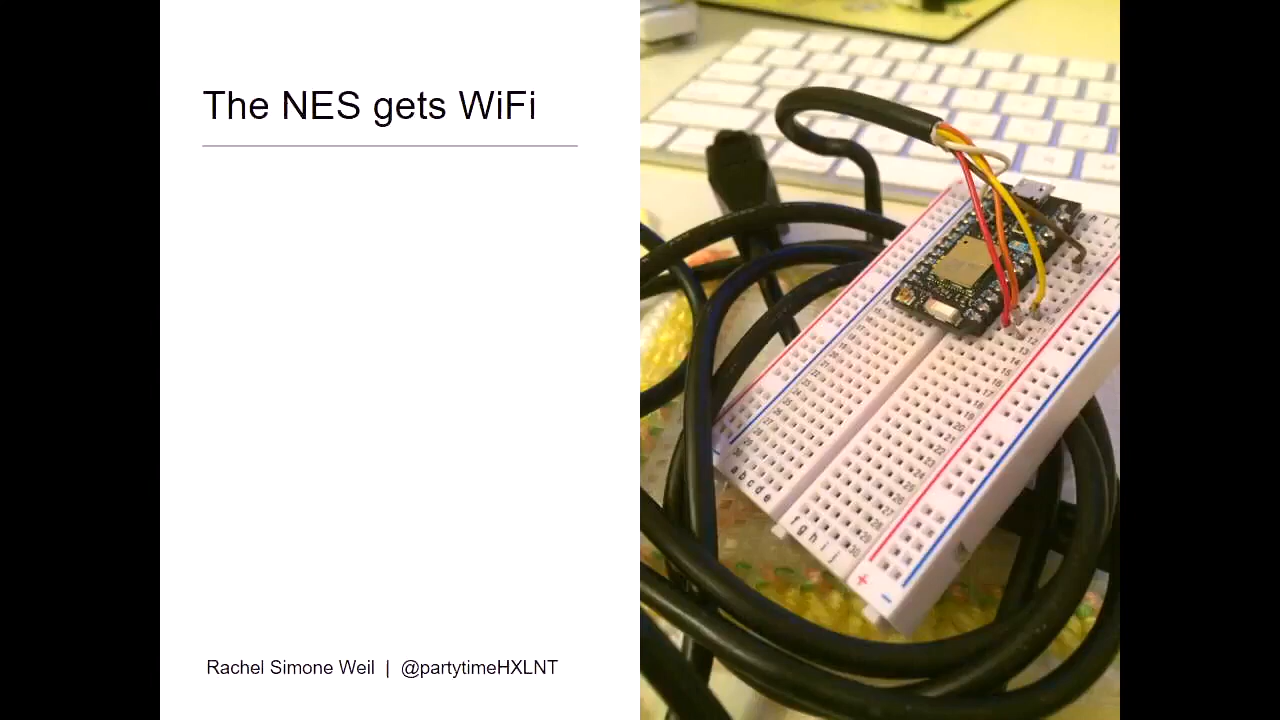 The NES gets WiFi
Rachel Simone Weil | @partytimeHXLNT
a b c d e
f g h i j
+
-